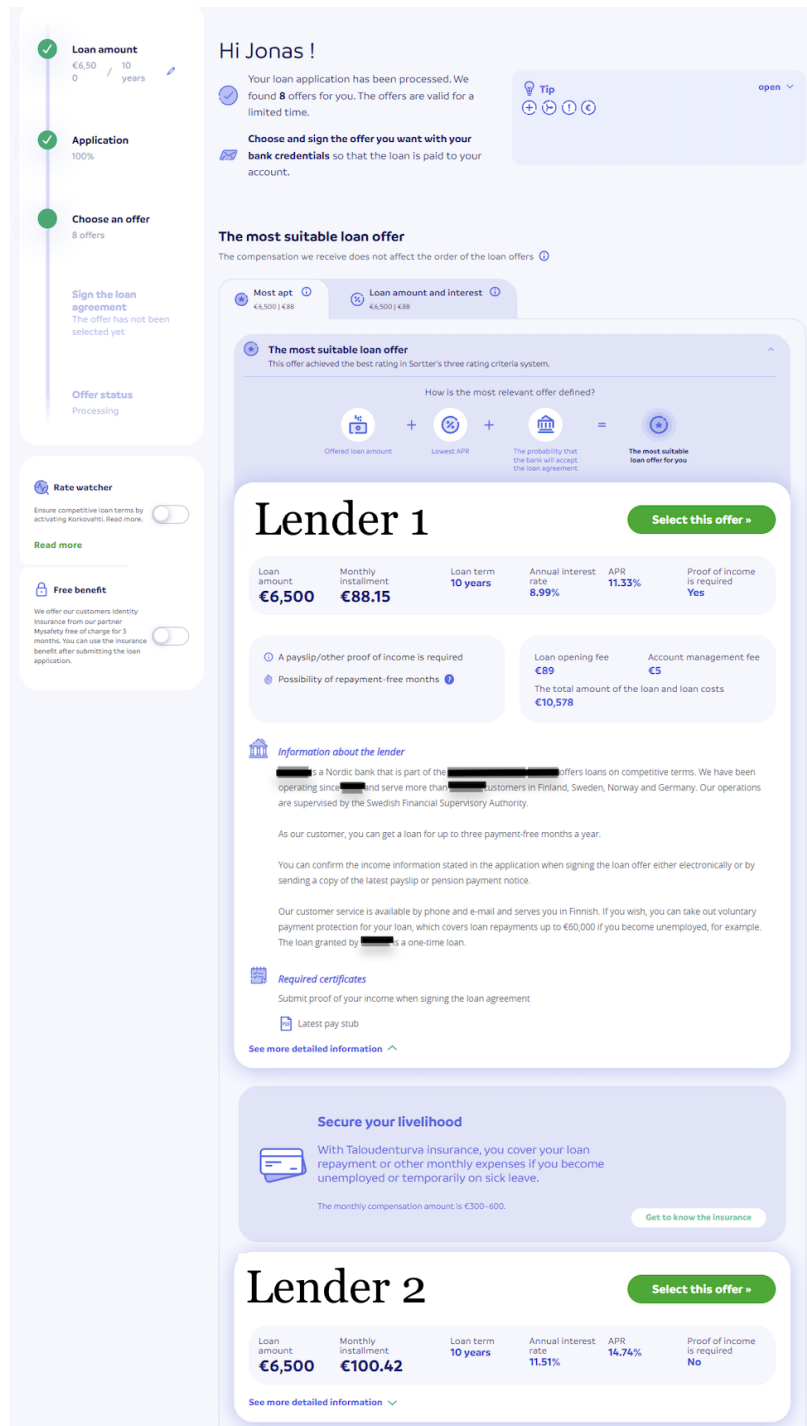 Loan amount
€6,50
0
/
10
years
Application
100%
Choose an offer
8 offers
Sign the loan
agreement
The offer has not been
selected yet
Offer status
Processing
Rate watcher
Ensure competitive loan terms by
activating Korkovahti. Read more.
Read more
Free benefit
We offer our customers Identity
Insurance from our partner
Mysafety free of charge for 3
months. You can use the insurance
benefit after submitting the loan
application.
Hi Jonas !
Your loan application has been processed. We
found 8 offers for you. The offers are valid for a
limited time.
Choose and sign the offer you want with your
bank credentials so that the loan is paid to your
account.
Tip
open
The most suitable loan offer
The compensation we receive does not affect the order of the loan offers
Most apt
€6,500 | €88
Loan amount and interest
€6,500 | €88
The most suitable loan offer
This offer achieved the best rating in Sortter's three rating criteria system.
How is the most relevant offer defined?
+ + =
Offered loan amount
Lowest APR
The probability that
the bank will accept
the loan agreement
The most suitable
loan offer for you
Lender 1
Select this offer »
Loan
amount
€6,500
Monthly
installment
€88.15
Loan term
10 years
Annual interest
rate
8.99%
APR
11.33%
Proof of income
is required
Yes
A payslip/other proof of income is required
Possibility of repayment-free months ?
Loan opening fee
€89
Account management fee
€5
The total amount of the loan and loan costs
€10,578
Information about the lender
is a Nordic bank that is part of the offers loans on competitive terms. We have been
operating since and serve more than customers in Finland, Sweden, Norway and Germany. Our operations
are supervised by the Swedish Financial Supervisory Authority.
As our customer, you can get a loan for up to three payment-free months a year.
You can confirm the income information stated in the application when signing the loan offer either electronically or by
sending a copy of the latest payslip or pension payment notice.
Our customer service is available by phone and e-mail and serves you in Finnish. If you wish, you can take out voluntary
payment protection for your loan, which covers loan repayments up to €60,000 if you become unemployed, for example.
The loan granted by is a one-time loan.
Required certificates
Submit proof of your income when signing the loan agreement
PDF Latest pay stub
See more detailed information
Secure your livelihood
With Taloudenturva insurance, you cover your loan
repayment or other monthly expenses if you become
unemployed or temporarily on sick leave.
The monthly compensation amount is €300–600.
Get to know the insurance
Lender 2
Select this offer »
Loan
amount
€6,500
Monthly
installment
€100.42
Loan term
10 years
Annual interest
rate
11.51%
APR
14.74%
Proof of income
is required
No
See more detailed information